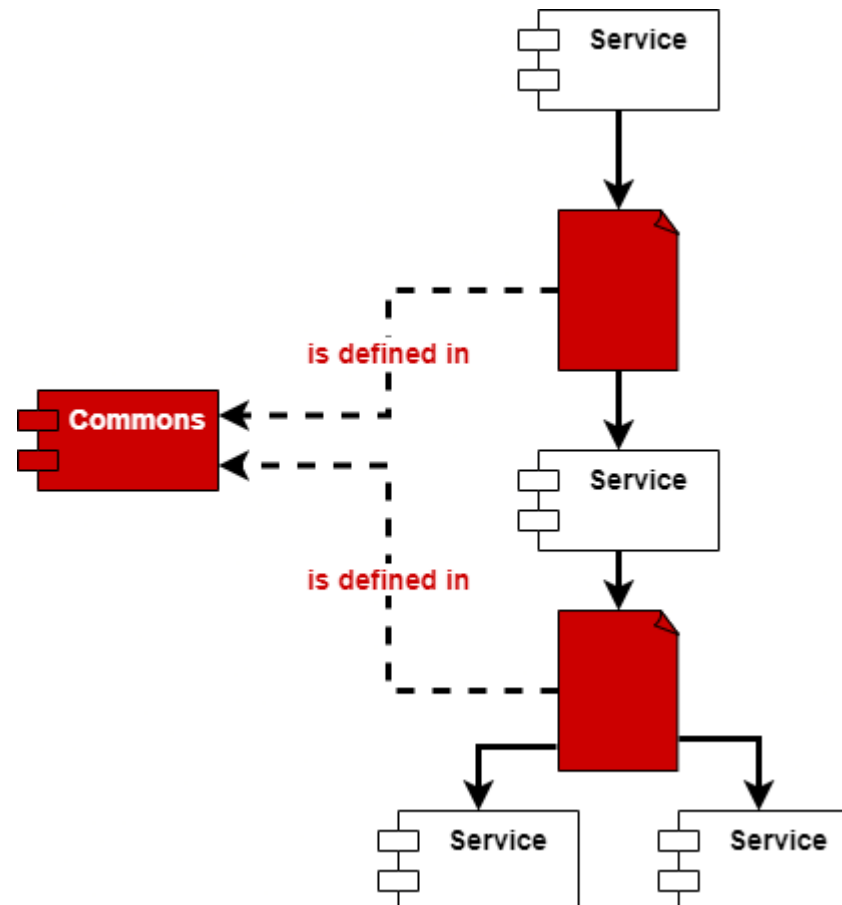 Service
is defined in
Commons
Service
is defined in
Service
Service